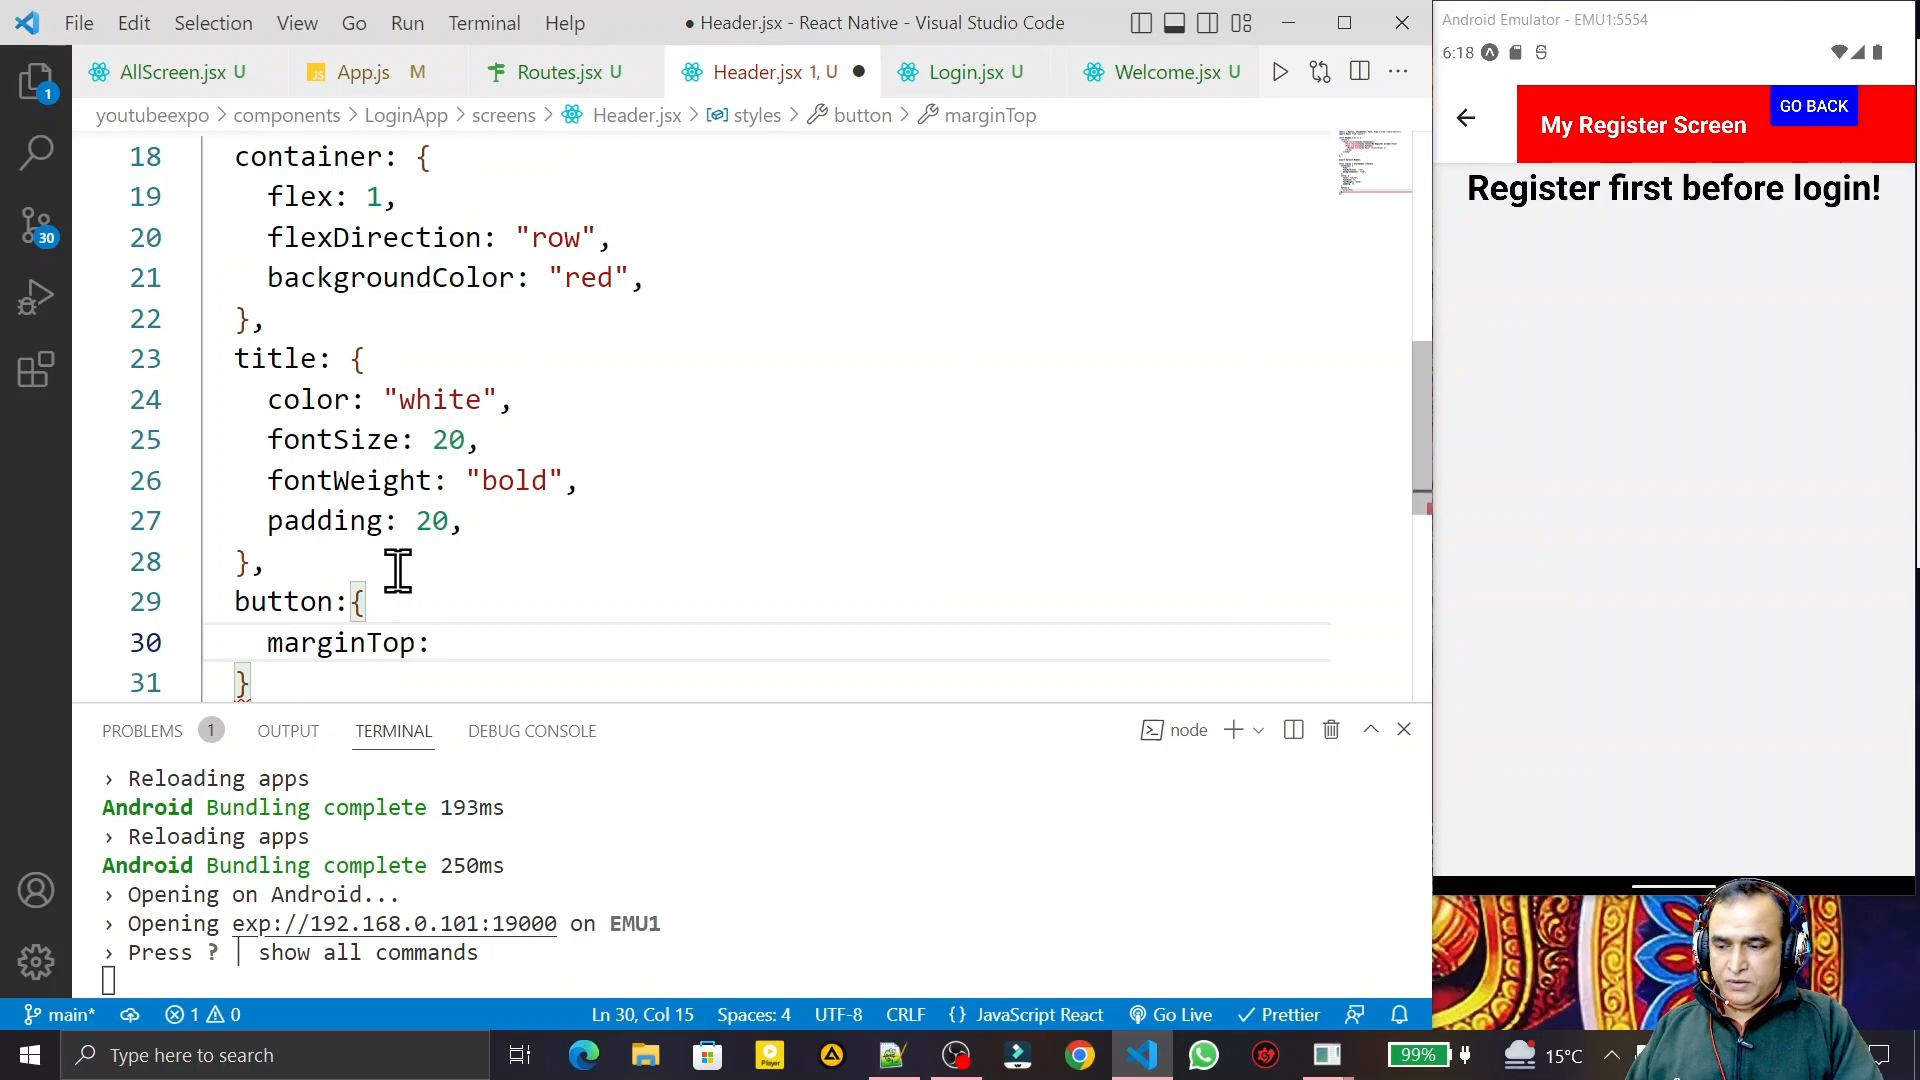 File Edit Selection View Go Run Terminal Help
● Header.jsx - React Native - Visual Studio Code
AllScreen.jsx U
JS App.js M
Routes.jsx U
Header.jsx 1, U ●
Login.jsx U
Welcome.jsx U
youtubeexpo > components > LoginApp > screens > Header.jsx > styles > button > marginTop
18 container: {
19 flex: 1,
20 flexDirection: "row",
21 backgroundColor: "red",
22 },
23 title: {
24 color: "white",
25 fontSize: 20,
26 fontWeight: "bold",
27 padding: 20,
28 },
29 button:{
30 marginTop:
31 }
1
30
PROBLEMS 1 OUTPUT TERMINAL DEBUG CONSOLE
node
› Reloading apps
Android Bundling complete 193ms
› Reloading apps
Android Bundling complete 250ms
› Opening on Android...
› Opening exp://192.168.0.101:19000 on EMU1
› Press ? │ show all commands
main* 1 0 Ln 30, Col 15 Spaces: 4 UTF-8 CRLF {} JavaScript React Go Live Prettier
Type here to search
99% 15°C
Android Emulator - EMU1:5554
6:18
My Register Screen
GO BACK
Register first before login!